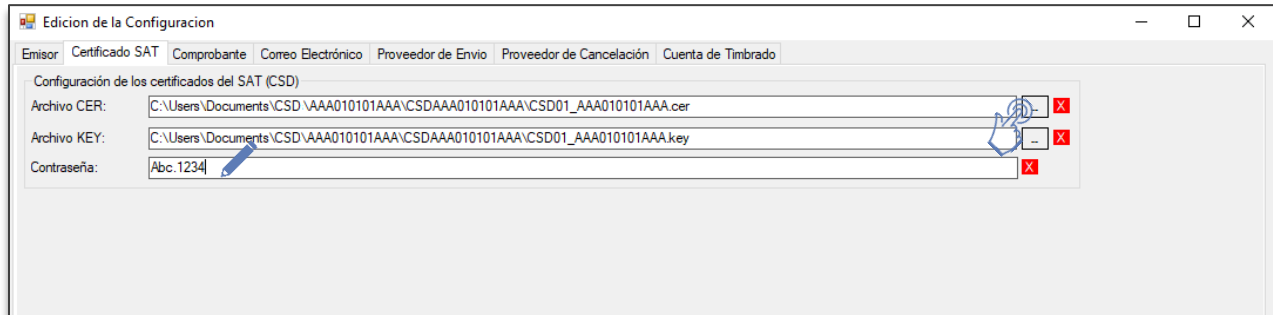 Edicion de la Configuracion
Emisor Certificado SAT Comprobante Correo Electrónico Proveedor de Envio Proveedor de Cancelación Cuenta de Timbrado
Configuración de los certificados del SAT (CSD)
Archivo CER: C:\Users\Documents\CSD \AAA010101AAA\CSDAAA010101AAA\CSD01_AAA010101AAA.cer ... X
Archivo KEY: C:\Users\Documents\CSD\AAA010101AAA\CSDAAA010101AAA\CSD01_AAA010101AAA.key ... X
Contraseña: Abc.1234 X